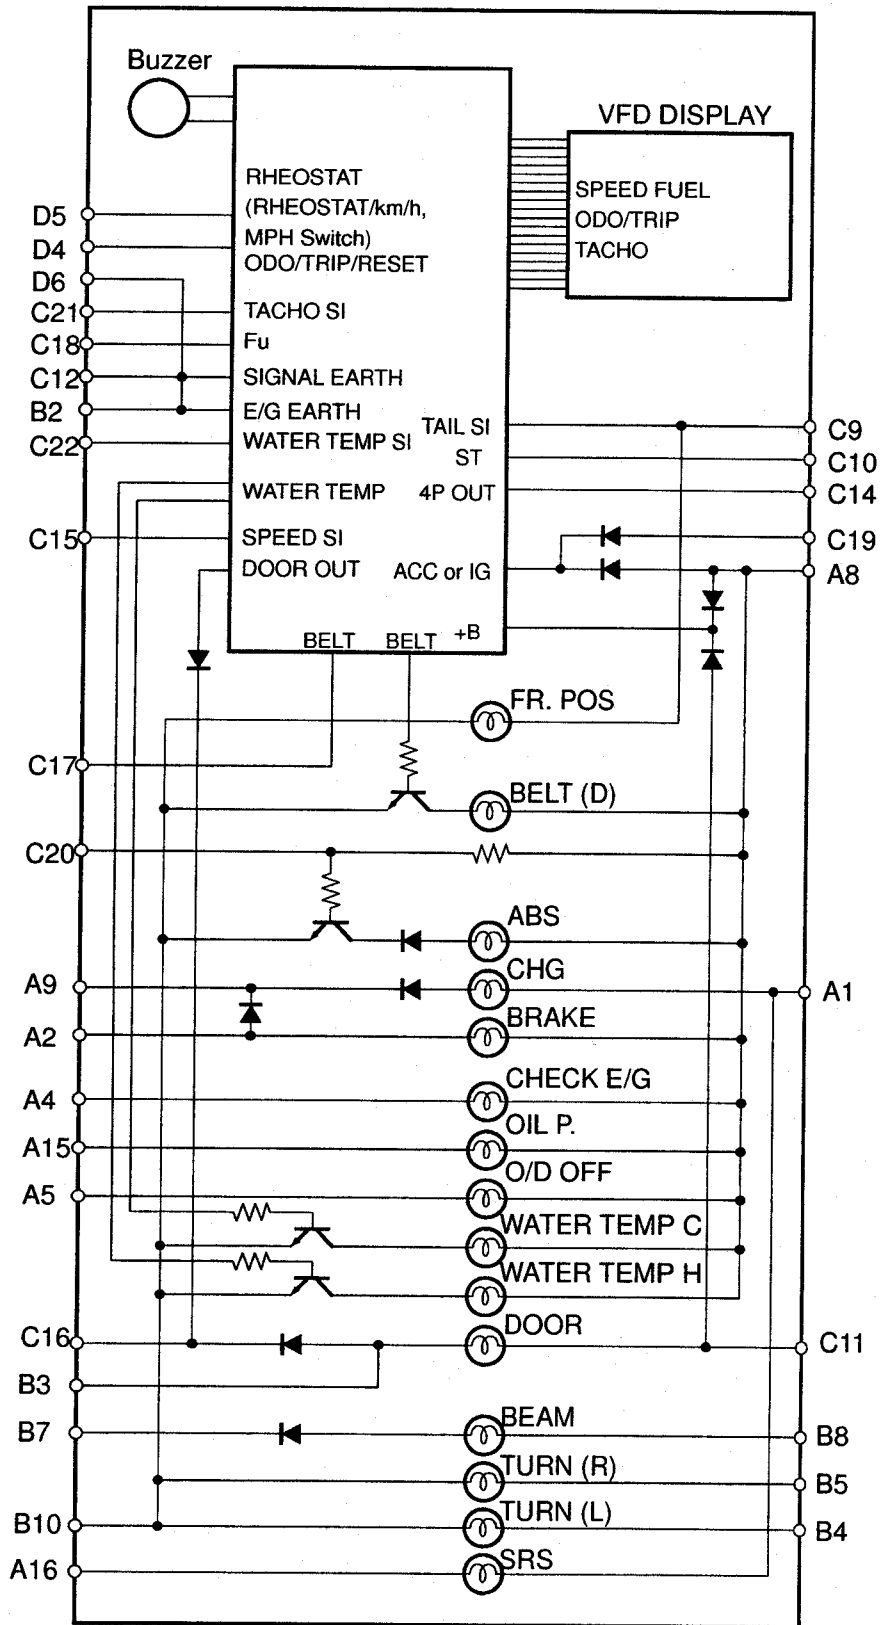 Buzzer
VFD DISPLAY
RHEOSTAT
(RHEOSTAT/km/h,
MPH Switch)
ODO/TRIP/RESET
SPEED FUEL
ODO/TRIP
TACHO
D5
D4
D6
C21
TACHO SI
C18
Fu
C12
SIGNAL EARTH
B2
E/G EARTH
C22
WATER TEMP SI
TAIL SI
C9
ST
C10
WATER TEMP
4P OUT
C14
C15
SPEED SI
C19
DOOR OUT
ACC or IG
A8
BELT
BELT
+B
FR. POS
C17
BELT (D)
C20
ABS
A9
CHG
A1
A2
BRAKE
A4
CHECK E/G
A15
OIL P.
A5
O/D OFF
WATER TEMP C
WATER TEMP H
C16
DOOR
C11
B3
B7
BEAM
B8
TURN (R)
B5
B10
TURN (L)
B4
A16
SRS